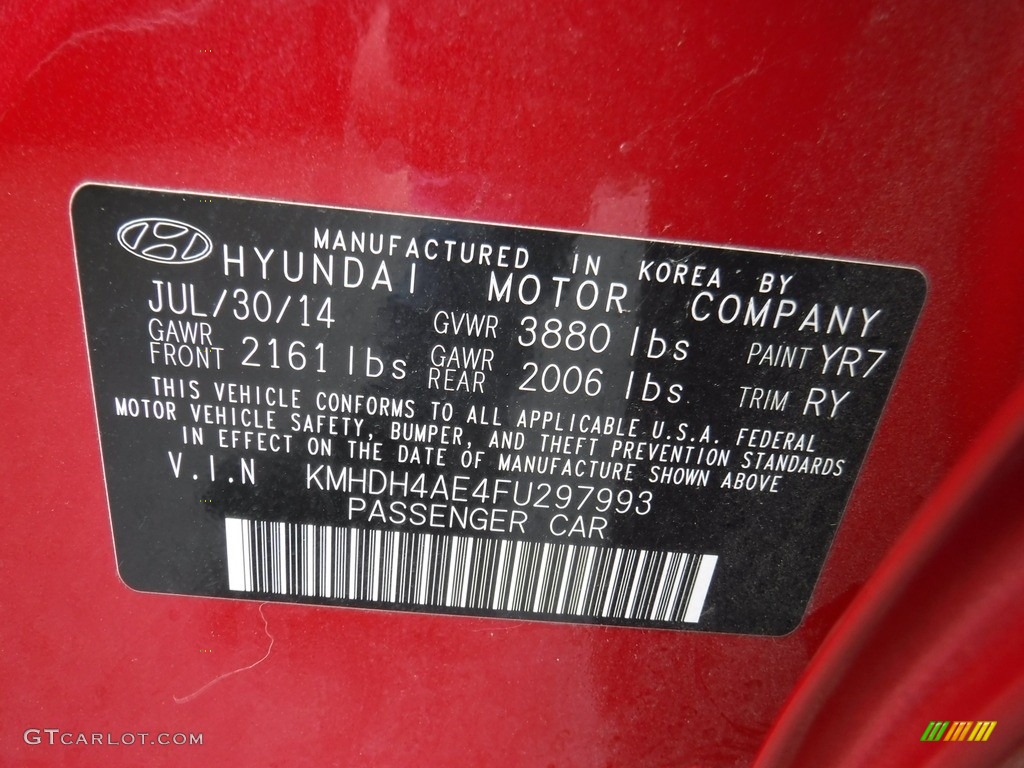 MANUFACTURED IN KOREA BY
HYUNDAI MOTOR COMPANY
JUL/30/14 GVWR 3880 lbs PAINT YR7
GAWR FRONT 2161 lbs GAWR REAR 2006 lbs TRIM RY
THIS VEHICLE CONFORMS TO ALL APPLICABLE U.S.A. FEDERAL
MOTOR VEHICLE SAFETY, BUMPER, AND THEFT PREVENTION STANDARDS
IN EFFECT ON THE DATE OF MANUFACTURE SHOWN ABOVE
V.I.N KMHDH4AE4FU297993
PASSENGER CAR
GTCARLOT.COM